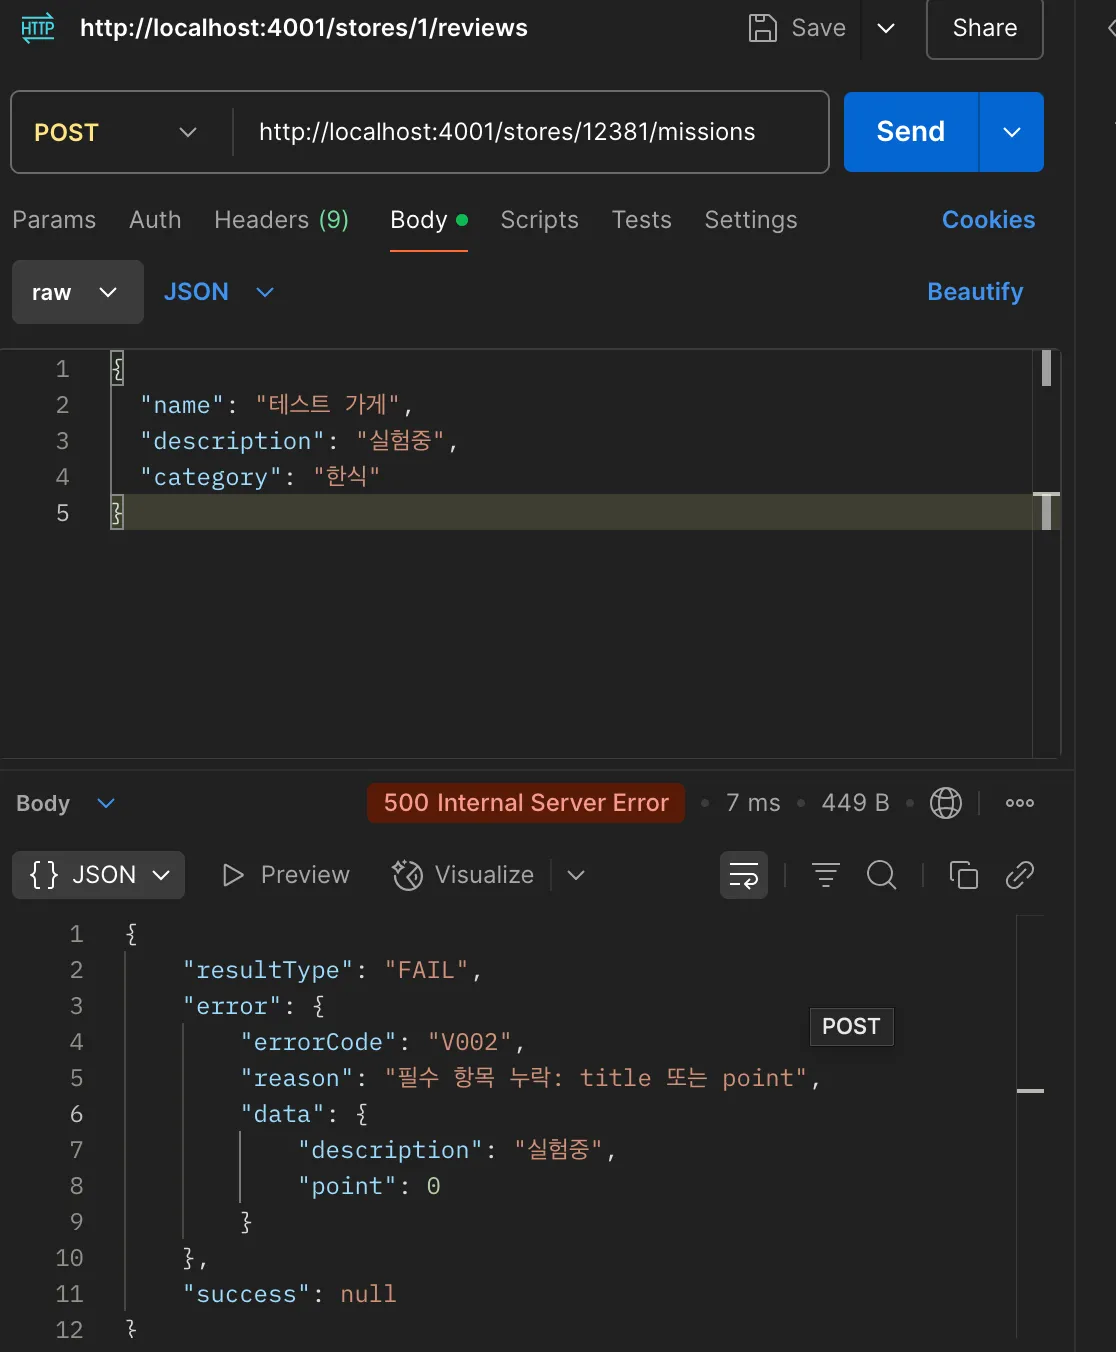 HTTP http://localhost:4001/stores/1/reviews Save Share
POST http://localhost:4001/stores/12381/missions Send
Params Auth Headers (9) Body Scripts Tests Settings Cookies
raw JSON Beautify
1 {
2 "name": "테스트 가게",
3 "description": "실험중",
4 "category": "한식"
5 }
Body 500 Internal Server Error • 7 ms • 449 B
{} JSON Preview Visualize
1 {
2 "resultType": "FAIL",
3 "error": {
POST
4 "errorCode": "V002",
5 "reason": "필수 항목 누락: title 또는 point",
6 "data": {
7 "description": "실험중",
8 "point": 0
9 }
10 },
11 "success": null
12 }